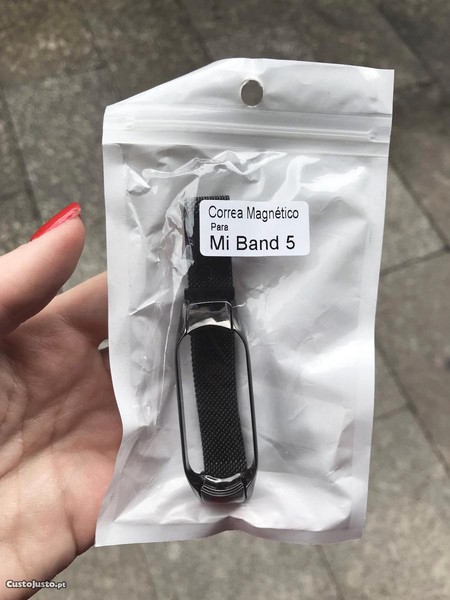 Correa Magnético
Para
Mi Band 5
CustoJusto.pt